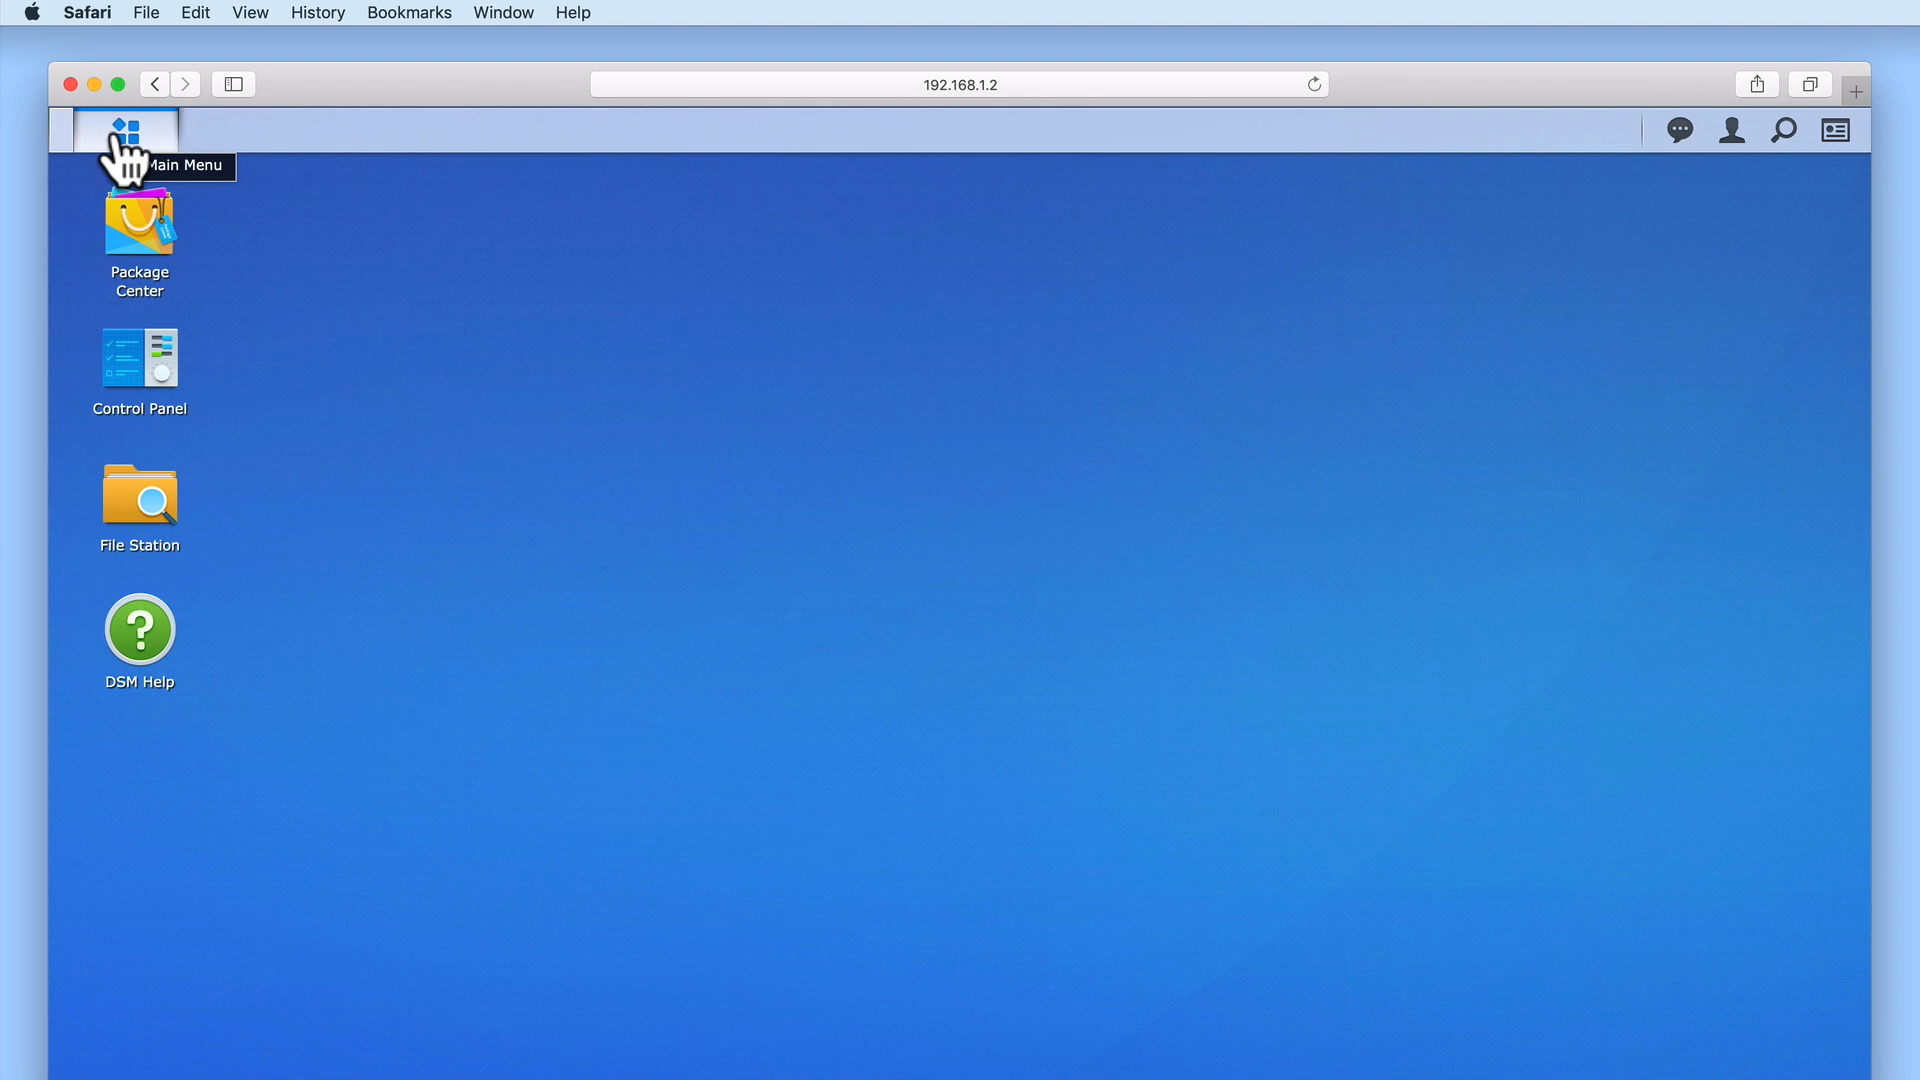 Safari File Edit View History Bookmarks Window Help
192.168.1.2
Main Menu
Package
Center
Control Panel
File Station
?
DSM Help